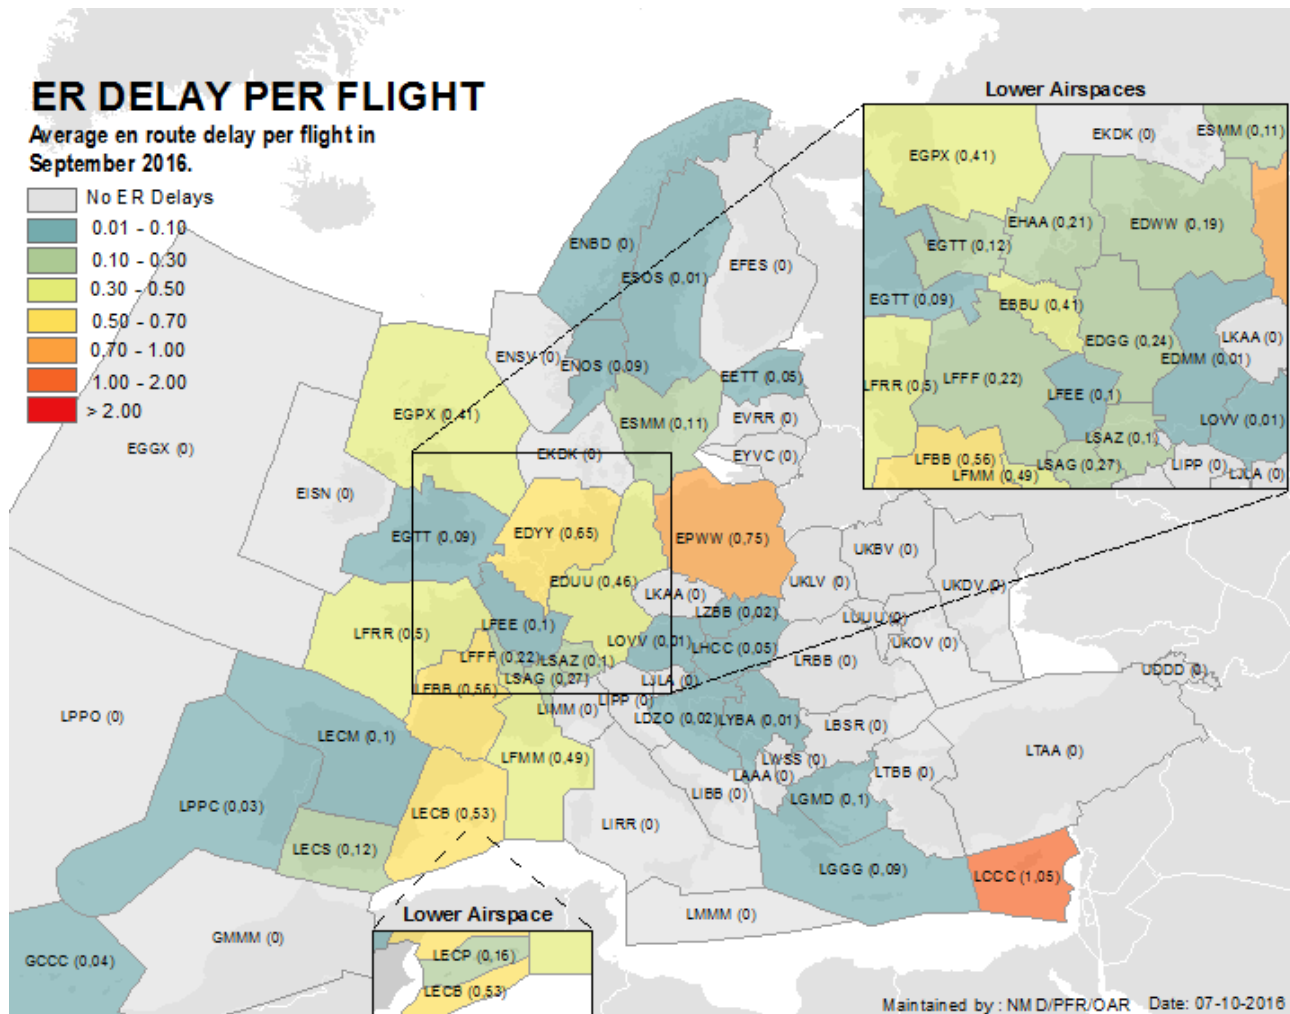 ER DELAY PER FLIGHT
Average en route delay per flight in
September 2016.
No ER Delays
0.01 - 0.10
0.10 - 0.30
0.30 - 0.50
0.50 - 0.70
0,70 - 1.00
1.00 - 2.00
> 2.00
Lower Airspaces
EKDK (0)
ESMM (0,11)
EGPX (0,41)
EHAA (0,21)
EDWW (0,19)
EGTT (0,12)
EGTT (0,09)
EBBU (0,41)
LKAA (0)
EDGG (0,24)
EDMM (0,01)
LFRR (0,5)
LFFF (0,22)
LFEE (0,1)
LOVV (0,01)
LSAZ (0,1)
LFBB (0,56)
LSAG (0,27)
LIPP (0)
LJLA (0)
LFMM (0,49)
ENBD (0)
ESOS (0,01)
EFES (0)
ENSV (0)
ENOS (0,09)
EETT (0,05)
EGPX (0,41)
ESMM (0,11)
EVRR (0)
EGGX (0)
EKDK (0)
EYVC (0)
EISN (0)
EGTT (0,09)
EDYY (0,65)
EPWW (0,75)
UKBV (0)
EDUU (0,46)
UKLV (0)
UKDV (0)
LKAA (0)
LZBB (0,02)
LUUU (0)
LFRR (0,5)
LFEE (0,1)
LOVV (0,01)
LHCC (0,05)
UKOV (0)
LFFF (0,22)
LSAZ (0,1)
LRBB (0)
UDDD (0)
LFBB (0,56)
LSAG (0,27)
LJLA (0)
LIPP (0)
LPPO (0)
LIMM (0)
LDZO (0,02)
LYBA (0,01)
LBSR (0)
LECM (0,1)
LTAA (0)
LFMM (0,49)
LWSS (0)
LAAA (0)
LTBB (0)
LPPC (0,03)
LECB (0,53)
LIBB (0)
LGMD (0,1)
LIRR (0)
LECS (0,12)
LGGG (0,09)
LCCC (1,05)
Lower Airspace
LMMM (0)
GMMM (0)
LECP (0,16)
GCCC (0,04)
LECB (0,53)
Maintained by : NMD/PFR/OAR Date: 07-10-2016